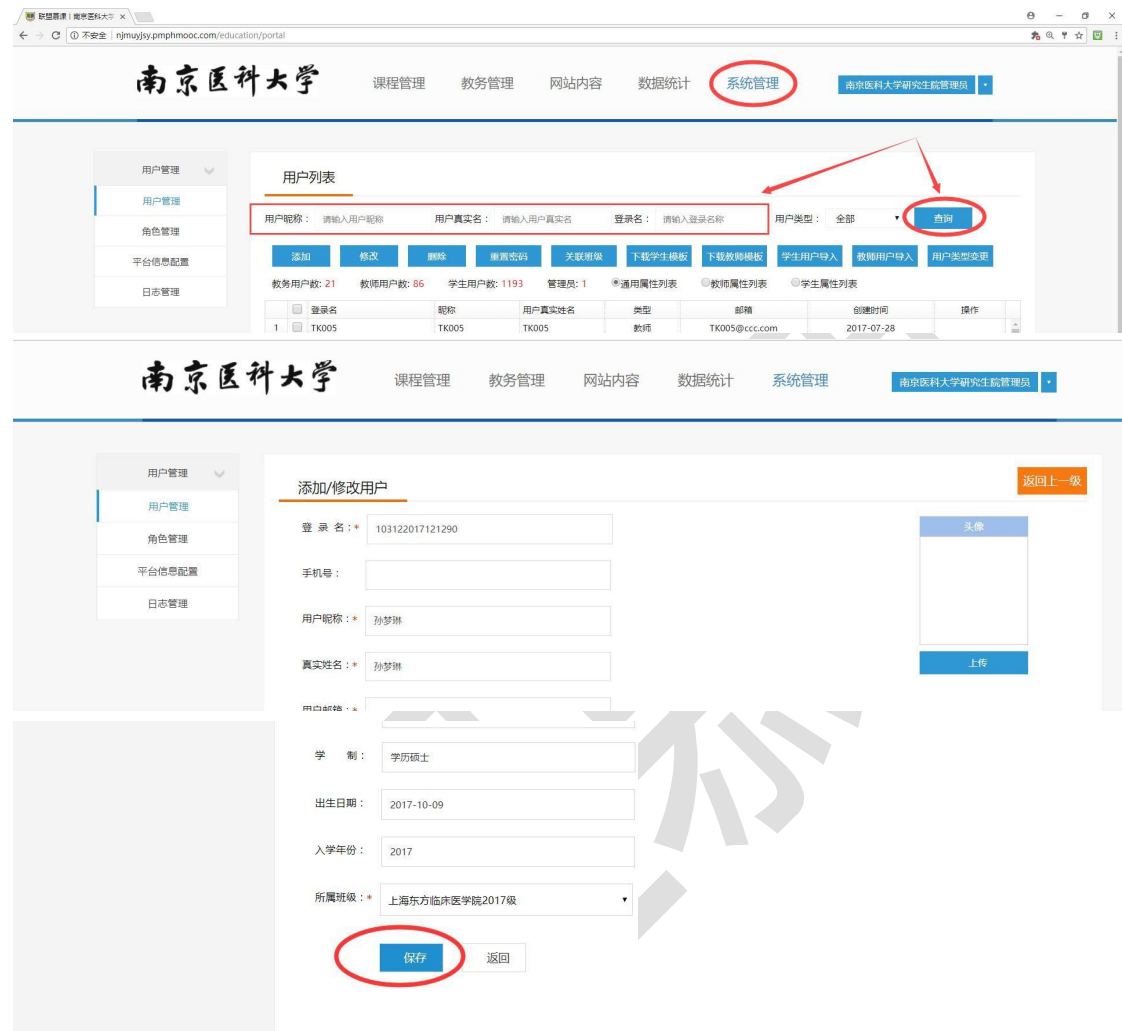 联盟慕课 | 南京医科大学 ×
不安全 njmuyjsy.pmphmooc.com/education/portal
南京医科大学 课程管理 教务管理 网站内容 数据统计 系统管理 南京医科大学研究生院管理员
用户管理
用户管理
角色管理
平台信息配置
日志管理
用户列表
用户昵称： 请输入用户昵称 用户真实名： 请输入用户真实名 登录名： 请输入登录名称 用户类型： 全部 查询
添加 修改 删除 重置密码 关联班级 下载学生模板 下载教师模板 学生用户导入 教师用户导入 用户类型变更
教务用户数: 21 教师用户数: 86 学生用户数: 1193 管理员: 1 通用属性列表 教师属性列表 学生属性列表
登录名 昵称 用户真实姓名 类型 邮箱 创建时间 操作
1 TK005 TK005 TK005 教师 TK005@ccc.com 2017-07-28
南京医科大学 课程管理 教务管理 网站内容 数据统计 系统管理 南京医科大学研究生院管理员
用户管理
用户管理
角色管理
平台信息配置
日志管理
添加/修改用户 返回上一级
登 录 名：* 103122017121290
手机号：
用户昵称：* 孙梦琳
真实姓名：* 孙梦琳
用户邮箱：*
头像
上传
学 制： 学历硕士
出生日期： 2017-10-09
入学年份： 2017
所属班级：* 上海东方临床医学院2017级
保存 返回